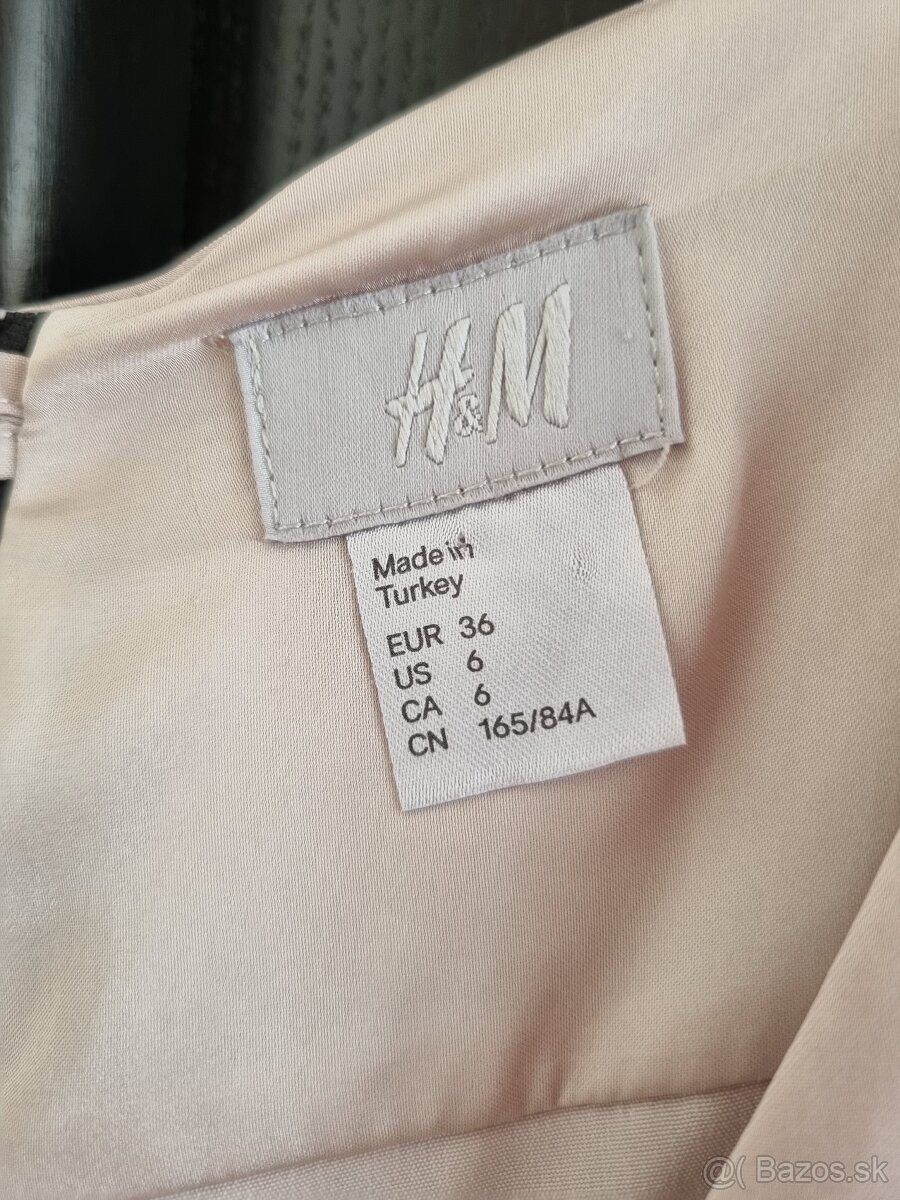 H&M
Made in
Turkey
EUR 36
US 6
CA 6
CN 165/84A
@( Bazos.sk